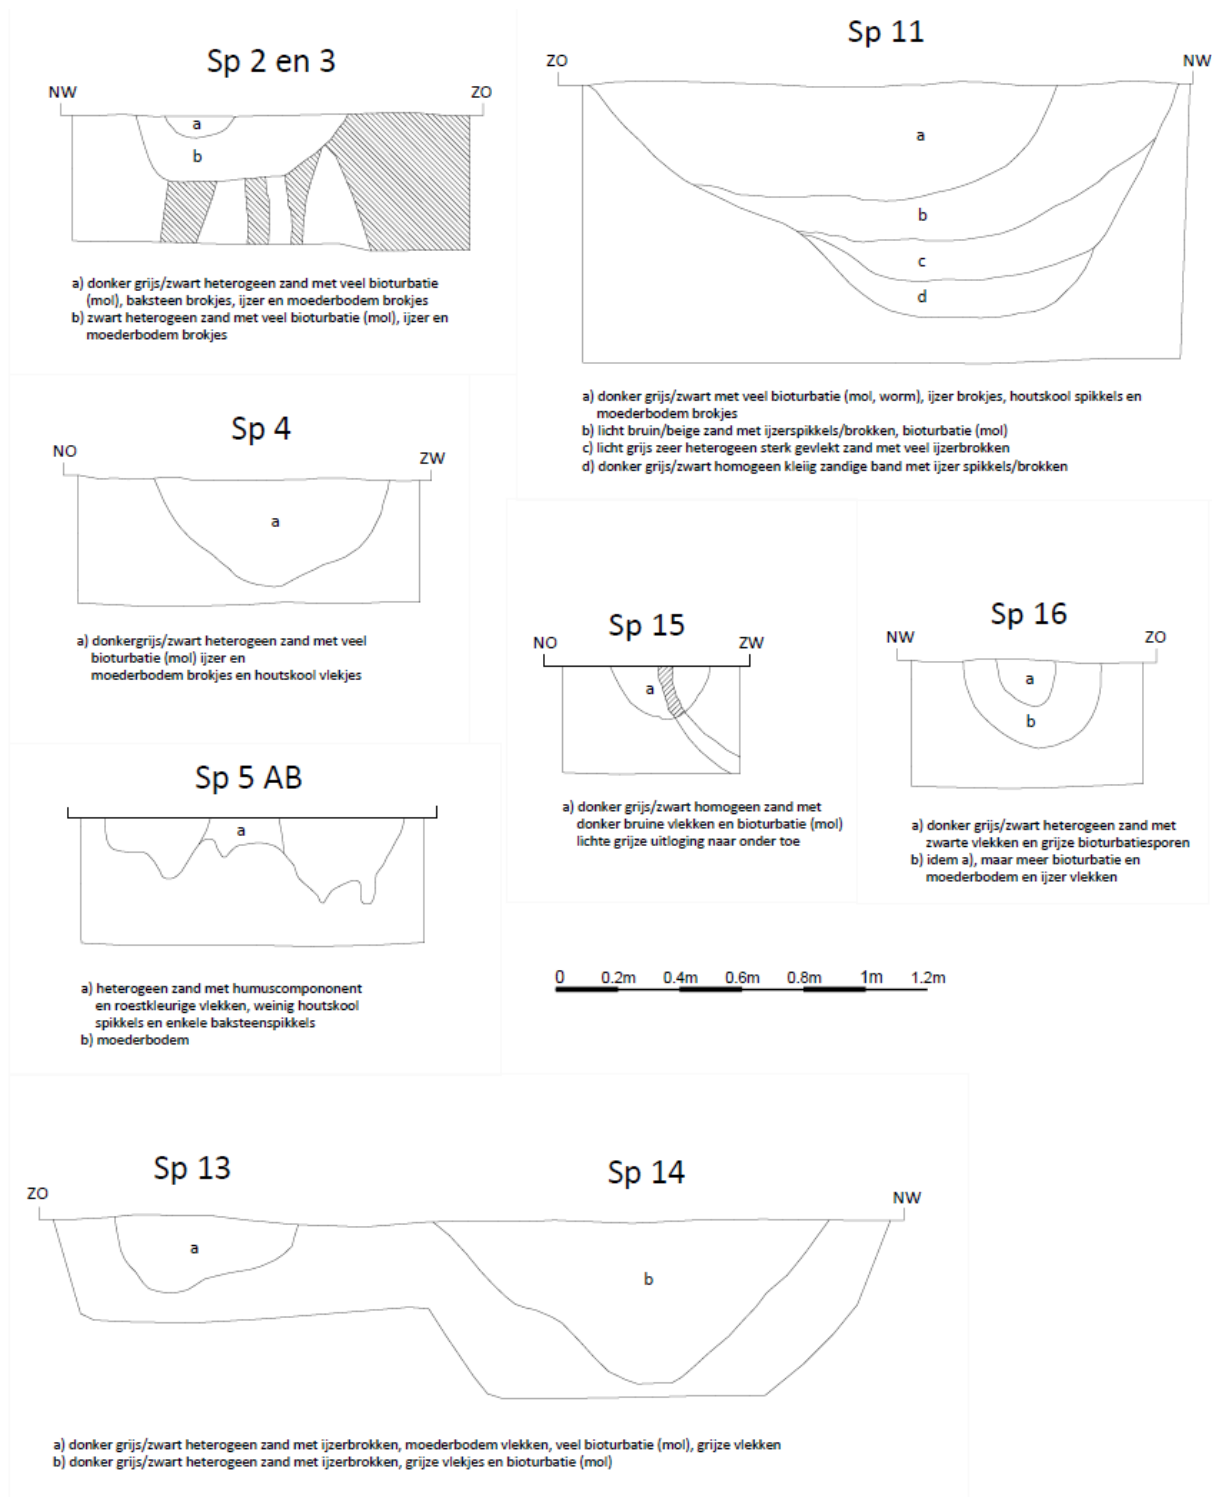 Sp 2 en 3
NW
ZO
a
b
a) donker grijs/zwart heterogeen zand met veel bioturbatie
(mol), baksteen brokjes, ijzer en moederbodem brokjes
b) zwart heterogeen zand met veel bioturbatie (mol), ijzer en
moederbodem brokjes
Sp 11
ZO
NW
a
b
c
d
a) donker grijs/zwart met veel bioturbatie (mol, worm), ijzer brokjes, houtskool spikkels en
moederbodem brokjes
b) licht bruin/beige zand met ijzerspikkels/brokken, bioturbatie (mol)
c) licht grijs zeer heterogeen sterk gevlekt zand met veel ijzerbrokken
d) donker grijs/zwart homogeen kleiig zandige band met ijzer spikkels/brokken
Sp 4
NO
ZW
a
a) donkergrijs/zwart heterogeen zand met veel
bioturbatie (mol) ijzer en
moederbodem brokjes en houtskool vlekjes
Sp 15
NO
ZW
a
a) donker grijs/zwart homogeen zand met
donker bruine vlekken en bioturbatie (mol)
lichte grijze uitloging naar onder toe
Sp 16
NW
ZO
a
b
a) donker grijs/zwart heterogeen zand met
zwarte vlekken en grijze bioturbatiesporen
b) idem a), maar meer bioturbatie en
moederbodem en ijzer vlekken
Sp 5 AB
a
a) heterogeen zand met humuscompononent
en roestkleurige vlekken, weinig houtskool
spikkels en enkele baksteenspikkels
b) moederbodem
0 0.2m 0.4m 0.6m 0.8m 1m 1.2m
Sp 13
Sp 14
ZO
NW
a
b
a) donker grijs/zwart heterogeen zand met ijzerbrokken, moederbodem vlekken, veel bioturbatie (mol), grijze vlekken
b) donker grijs/zwart heterogeen zand met ijzerbrokken, grijze vlekjes en bioturbatie (mol)